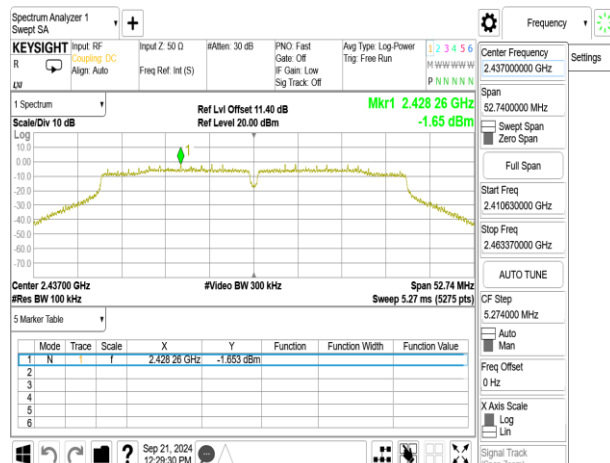 Spectrum Analyzer 1
Swept SA
Frequency
KEYSIGHT
R
Input: RF
Coupling: DC
Align: Auto
Input Z: 50 Ω
Freq Ref: Int (S)
#Atten: 30 dB
PNO: Fast
Gate: Off
IF Gain: Low
Sig Track: Off
Avg Type: Log-Power
Trig: Free Run
1 2 3 4 5 6
M W W W W W
P N N N N N
Center Frequency
2.437000000 GHz
Settings
Span
52.7400000 MHz
Swept Span
Zero Span
Full Span
Start Freq
2.410630000 GHz
Stop Freq
2.463370000 GHz
AUTO TUNE
CF Step
5.274000 MHz
Auto
Man
Freq Offset
0 Hz
X Axis Scale
Log
Lin
Signal Track
1 Spectrum
Scale/Div 10 dB
Ref Lvl Offset 11.40 dB
Ref Level 20.00 dBm
Mkr1 2.428 26 GHz
-1.65 dBm
Log
10.0
0.00
-10.0
-20.0
-30.0
-40.0
-50.0
-60.0
-70.0
1
Center 2.43700 GHz
#Res BW 100 kHz
#Video BW 300 kHz
Span 52.74 MHz
Sweep 5.27 ms (5275 pts)
5 Marker Table
Mode Trace Scale X Y Function Function Width Function Value
1 N 1 f 2.428 26 GHz -1.653 dBm
2
3
4
5
6
?
Sep 21, 2024
12:29:30 PM